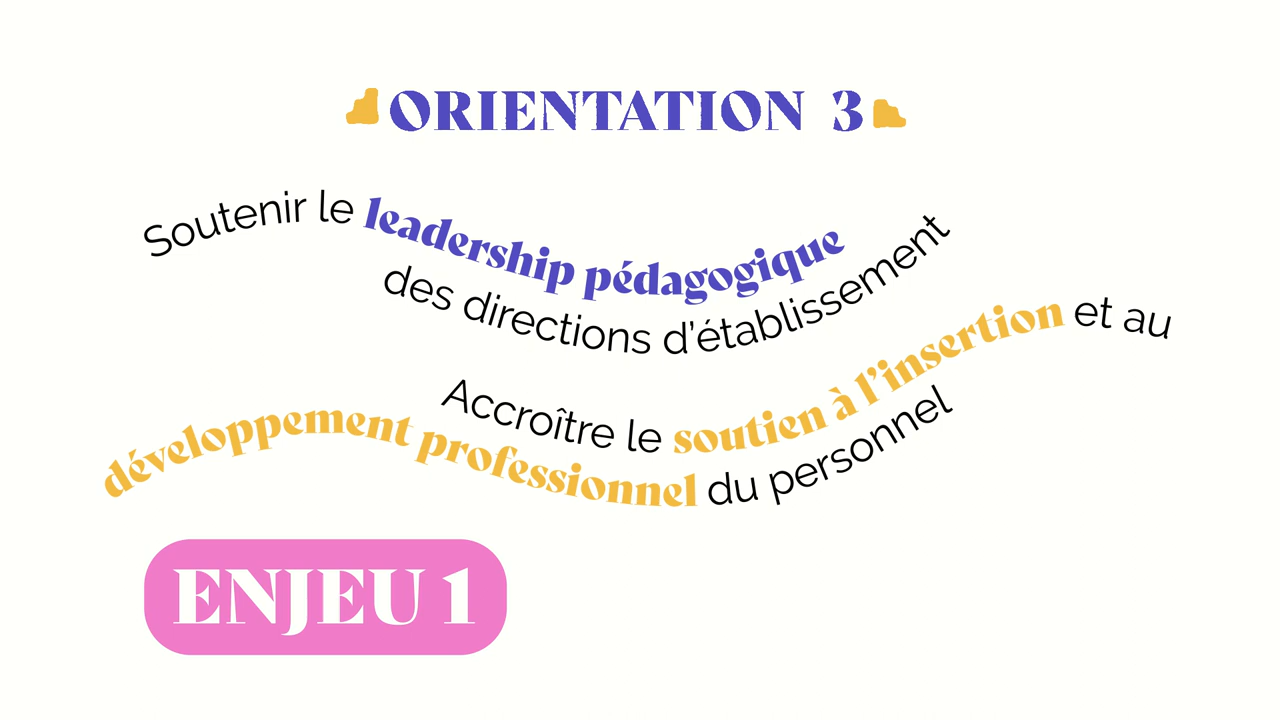 ORIENTATION 3
Soutenir le leadership pédagogique
des directions d'établissement
Accroître le soutien à l'insertion et au
développement professionnel du personnel
ENJEU 1